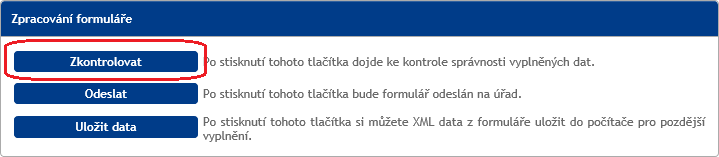 Zpracování formuláře
Zkontrolovat Po stisknutí tohoto tlačítka dojde ke kontrole správnosti vyplněných dat.
Odeslat Po stisknutí tohoto tlačítka bude formulář odeslán na úřad.
Uložit data Po stisknutí tohoto tlačítka si můžete XML data z formuláře uložit do počítače pro pozdější
vyplnění.